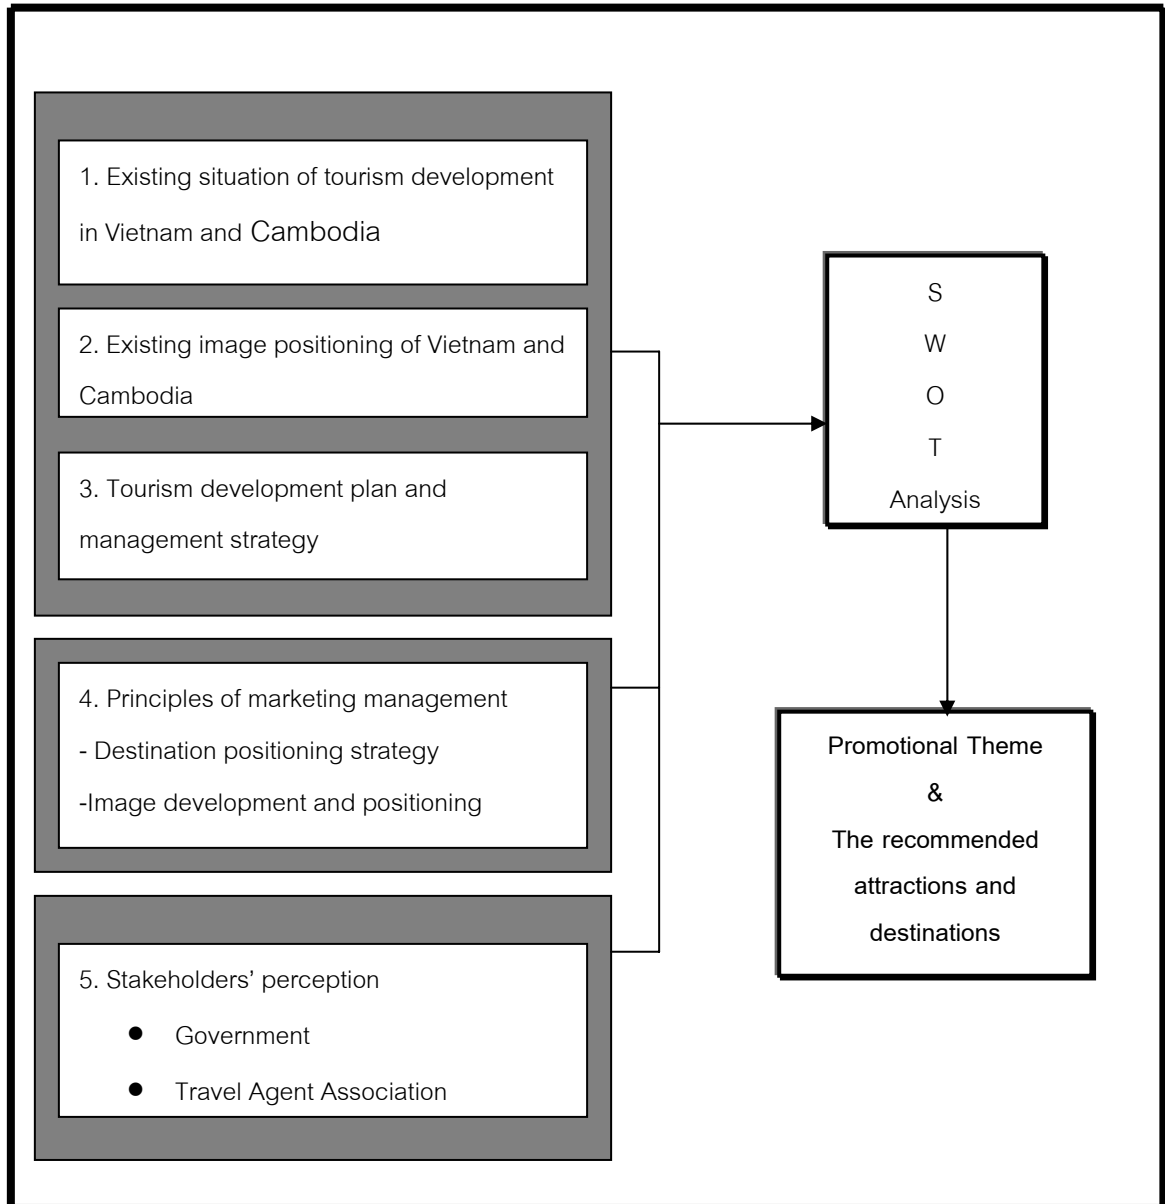 1. Existing situation of tourism development
in Vietnam and Cambodia
2. Existing image positioning of Vietnam and
Cambodia
3. Tourism development plan and
management strategy
4. Principles of marketing management
- Destination positioning strategy
-Image development and positioning
5. Stakeholders’ perception
● Government
● Travel Agent Association
S
W
O
T
Analysis
Promotional Theme
&
The recommended
attractions and
destinations